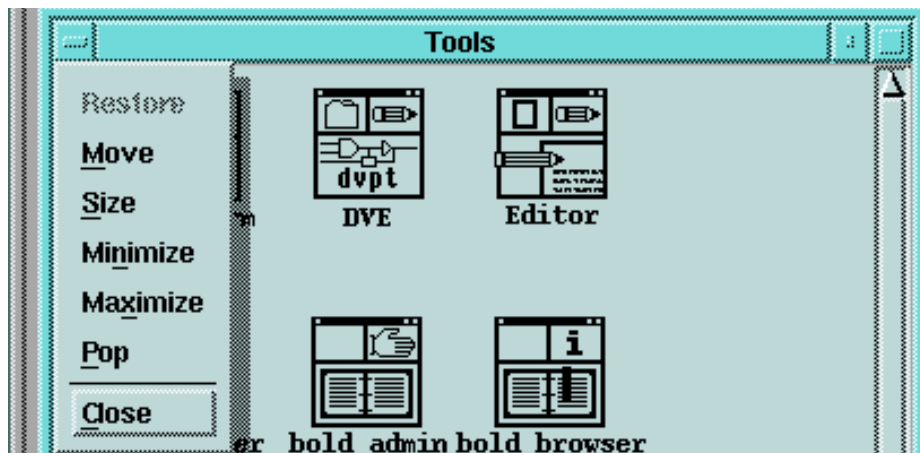 Tools
Restore
Move
Size
Minimize
Maximize
Pop
Close
dvpt
DVE
Editor
i
bold admin
bold browser